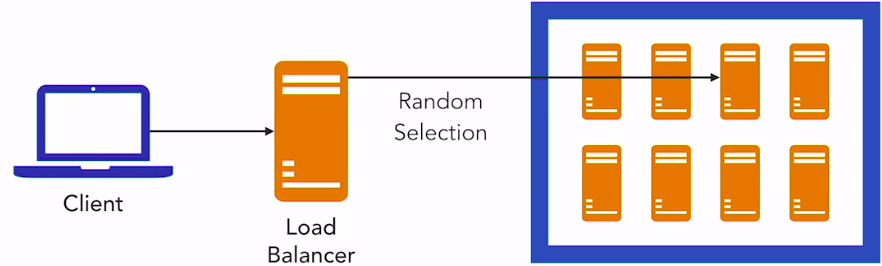 Client
Load
Balancer
Random
Selection